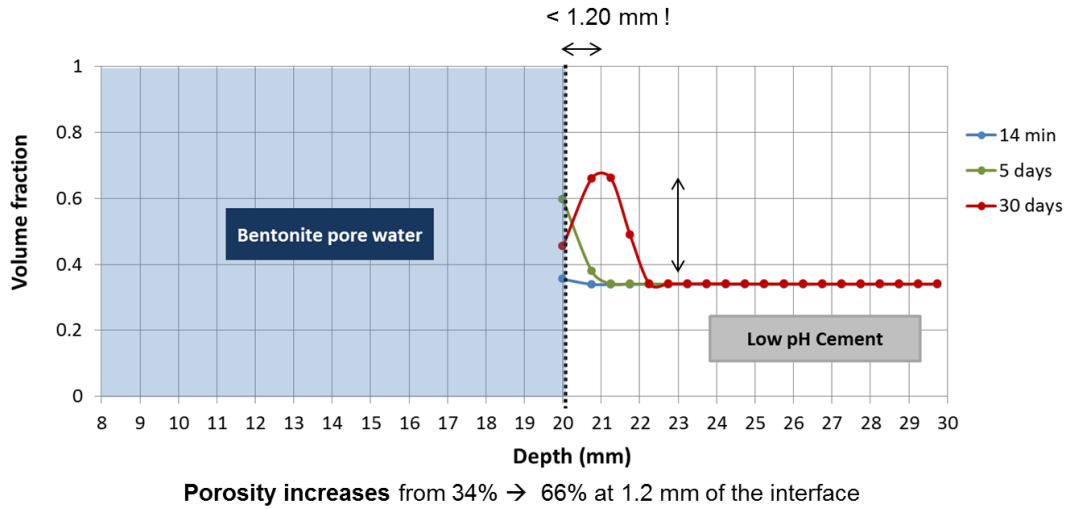 < 1.20 mm !
1
0.8
0.6
0.4
0.2
0
Volume fraction
Bentonite pore water
Low pH Cement
14 min
5 days
30 days
8 9 10 11 12 13 14 15 16 17 18 19 20 21 22 23 24 25 26 27 28 29 30
Depth (mm)
Porosity increases from 34% → 66% at 1.2 mm of the interface